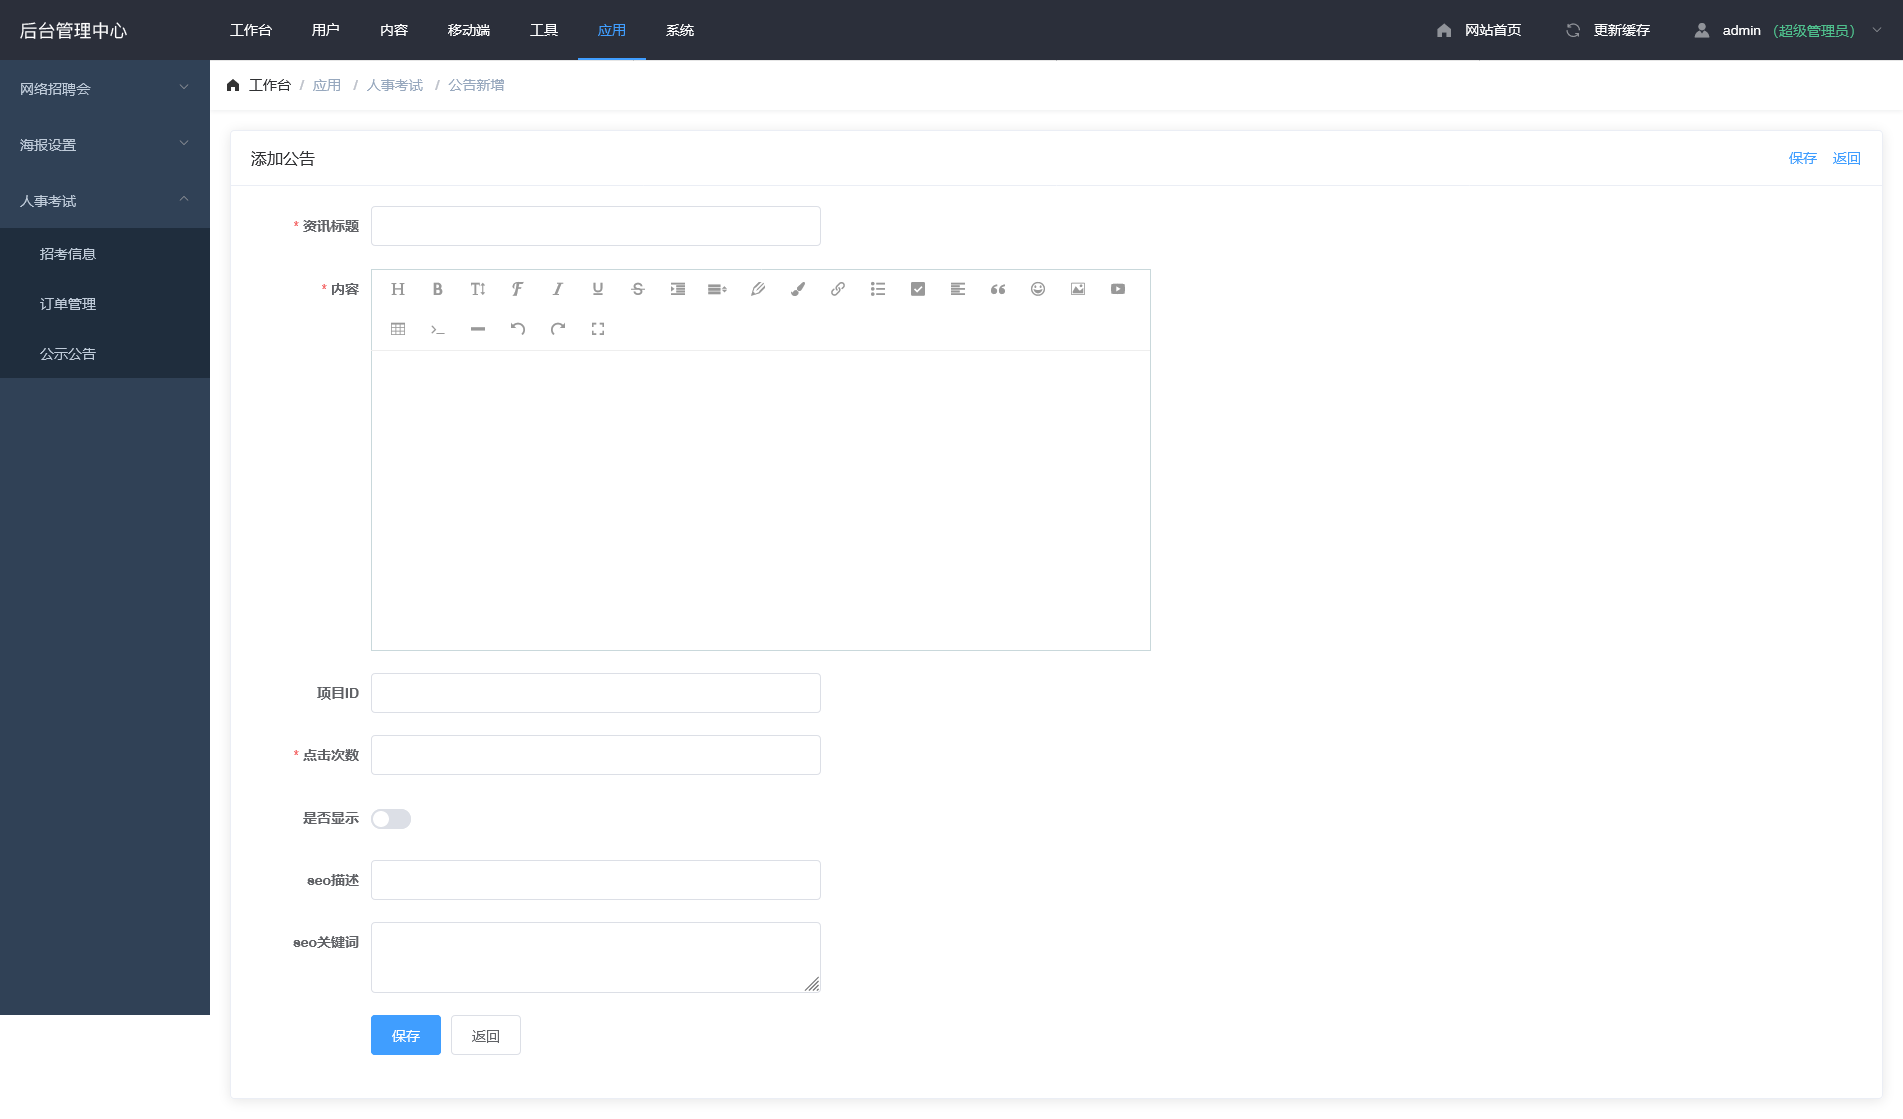 后台管理中心 工作台 用户 内容 移动端 工具 应用 系统 网站首页 更新缓存 admin (超级管理员)
网络招聘会
海报设置
人事考试
招考信息
订单管理
公示公告
工作台 / 应用 / 人事考试 / 公告新增
添加公告 保存 返回
* 资讯标题
* 内容
项目ID
* 点击次数
是否显示
seo描述
seo关键词
保存 返回